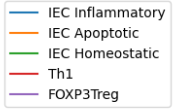 IEC Inflammatory
IEC Apoptotic
IEC Homeostatic
Th1
FOXP3Treg